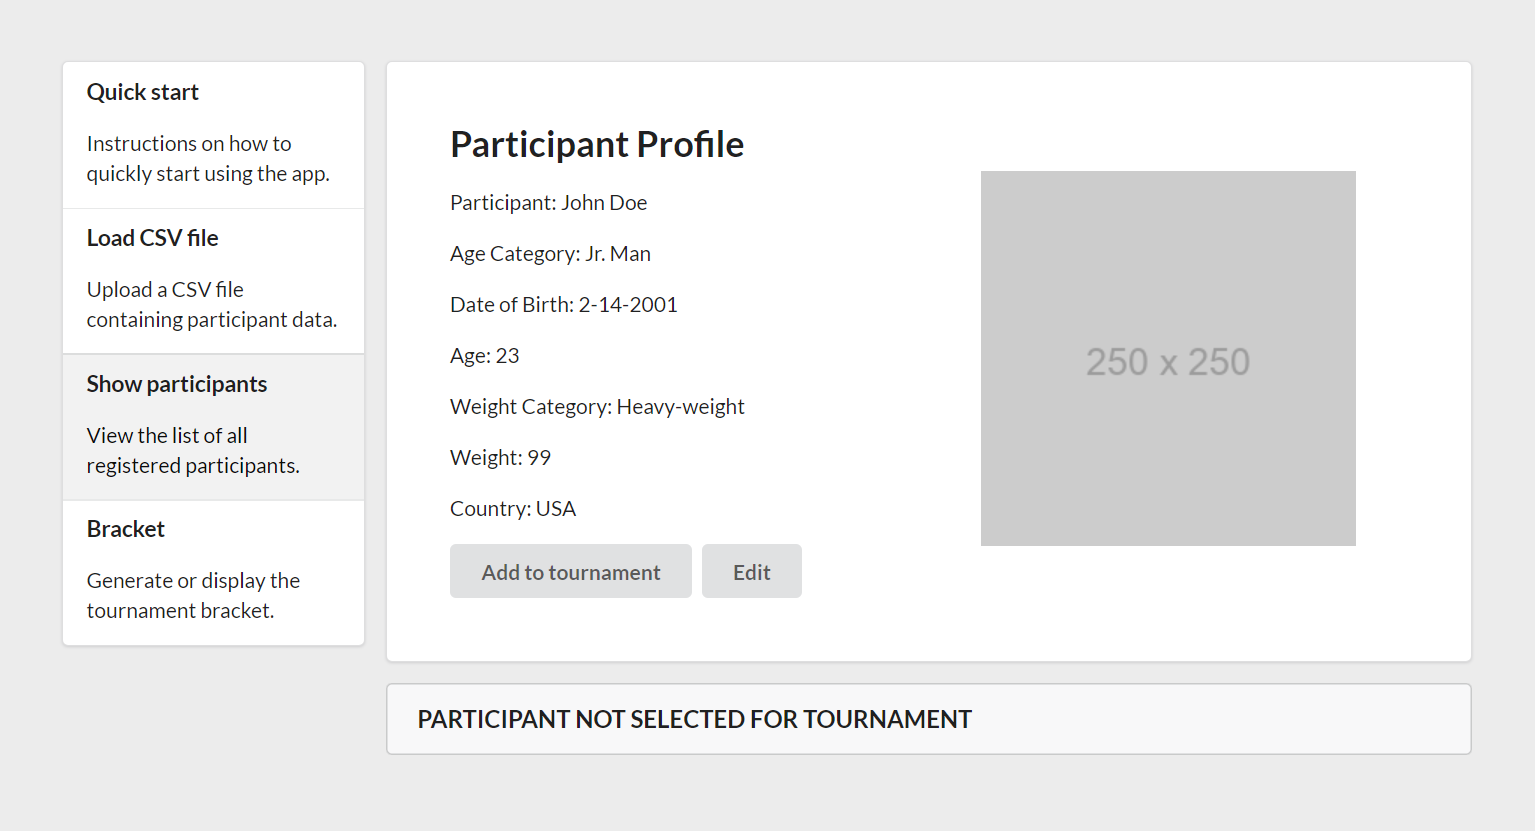 Quick start
Instructions on how to
quickly start using the app.
Load CSV file
Upload a CSV file
containing participant data.
Show participants
View the list of all
registered participants.
Bracket
Generate or display the
tournament bracket.
Participant Profile
Participant: John Doe
Age Category: Jr. Man
Date of Birth: 2-14-2001
Age: 23
Weight Category: Heavy-weight
Weight: 99
Country: USA
Add to tournament
Edit
250 x 250
PARTICIPANT NOT SELECTED FOR TOURNAMENT